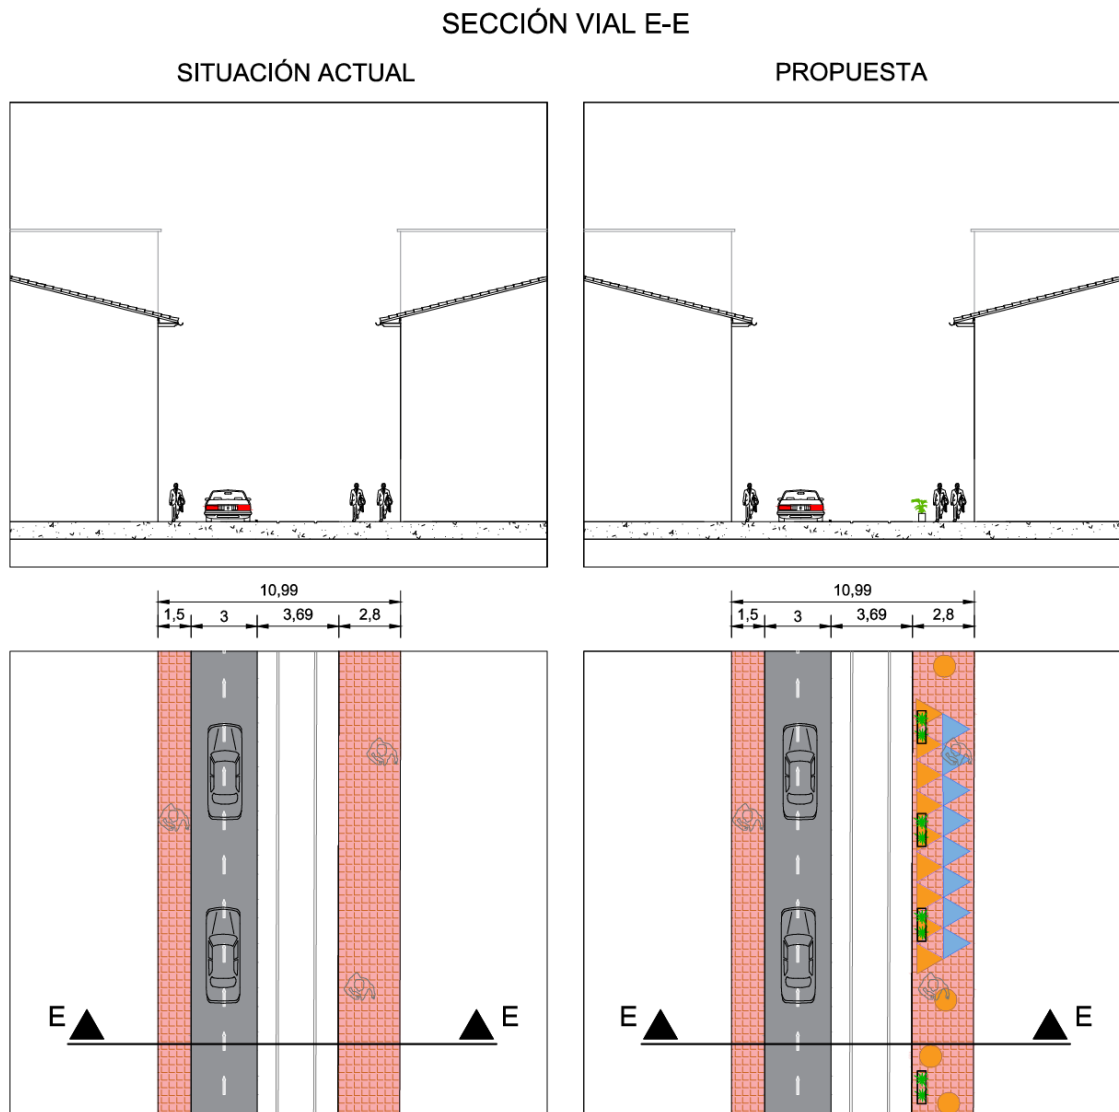 SECCIÓN VIAL E-E
SITUACIÓN ACTUAL
PROPUESTA
10,99
1,5 3 3,69 2,8
10,99
1,5 3 3,69 2,8
E E
E E